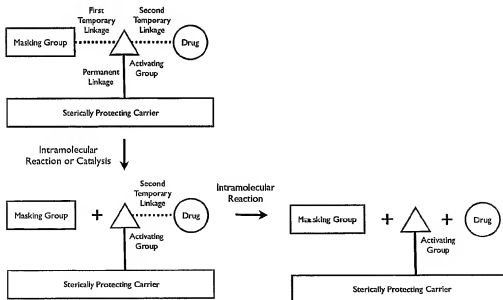 First
Temporary
Linkage
Second
Temporary
Linkage
Masking Group
Drug
Activating
Group
Permanent
Linkage
Sterically Protecting Carrier
Intramolecular
Reaction or Catalysis
Second
Temporary
Linkage
Masking Group
+
Drug
Activating
Group
Sterically Protecting Carrier
Intramolecular
Reaction
Group
+
+
Drug
Activating
Group
Sterically Protecting Carrier